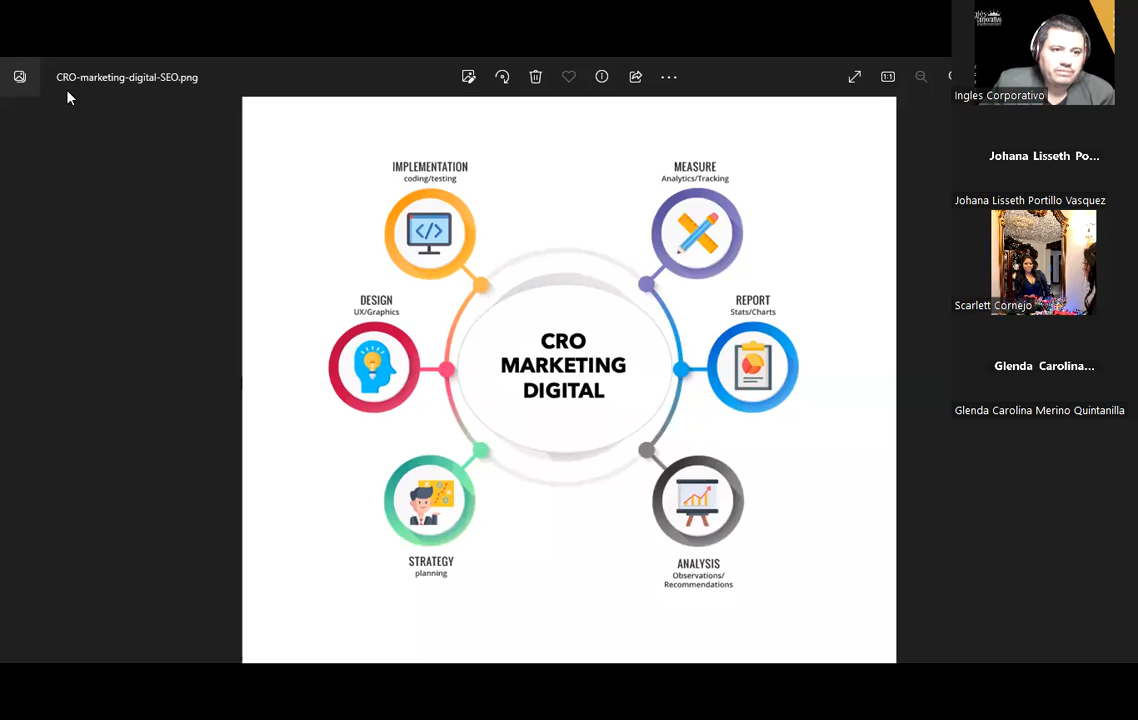 CRO-marketing-digital-SEO.png
1:1
Ingles Corporativo
Johana Lisseth Po...
Johana Lisseth Portillo Vasquez
Scarlett Cornejo
Glenda Carolina...
Glenda Carolina Merino Quintanilla
IMPLEMENTATION
coding/testing
MEASURE
Analytics/Tracking
DESIGN
UX/Graphics
REPORT
Stats/Charts
CRO
MARKETING
DIGITAL
STRATEGY
planning
ANALYSIS
Observations/
Recommendations